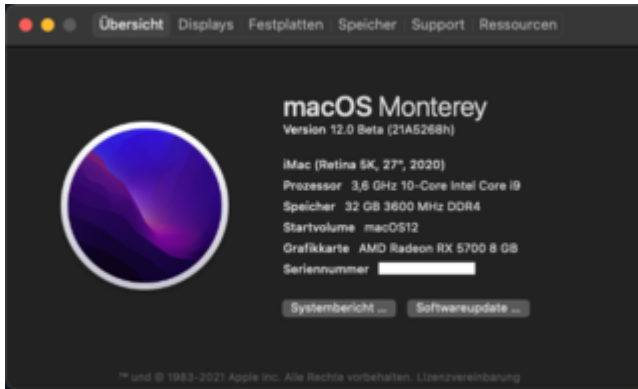 Übersicht Displays Festplatten Speicher Support Ressourcen
macOS Monterey
Version 12.0 Beta (21A5268h)
iMac (Retina 5K, 27", 2020)
Prozessor 3,6 GHz 10-Core Intel Core i9
Speicher 32 GB 3600 MHz DDR4
Startvolume macOS12
Grafikkarte AMD Radeon RX 5700 8 GB
Seriennummer
Systembericht ... Softwareupdate ...
™ und © 1983-2021 Apple Inc. Alle Rechte vorbehalten. Lizenzvereinbarung